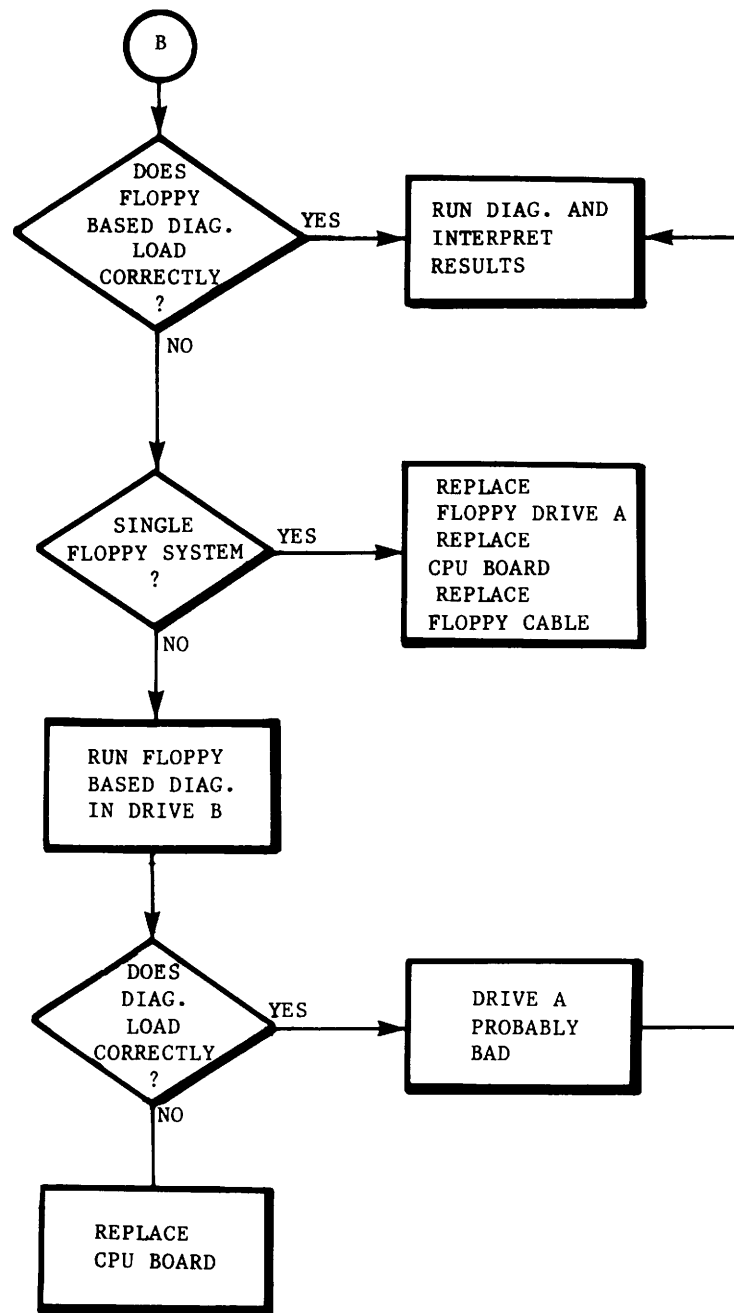 B
DOES
FLOPPY
BASED DIAG.
LOAD
CORRECTLY
?
YES
RUN DIAG. AND
INTERPRET
RESULTS
NO
SINGLE
FLOPPY SYSTEM
?
YES
REPLACE
FLOPPY DRIVE A
REPLACE
CPU BOARD
REPLACE
FLOPPY CABLE
NO
RUN FLOPPY
BASED DIAG.
IN DRIVE B
DOES
DIAG.
LOAD
CORRECTLY
?
YES
DRIVE A
PROBABLY
BAD
NO
REPLACE
CPU BOARD